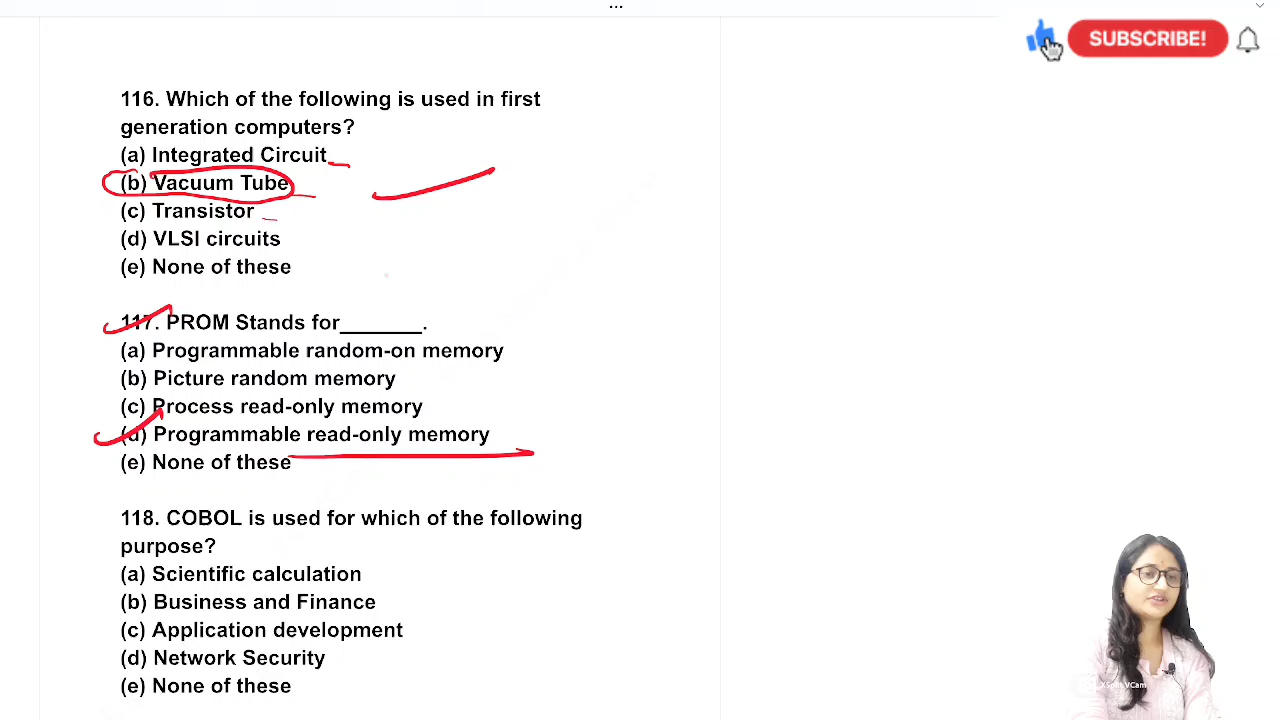 ...
SUBSCRIBE!
116. Which of the following is used in first
generation computers?
(a) Integrated Circuit
(b) Vacuum Tube
(c) Transistor
(d) VLSI circuits
(e) None of these
117. PROM Stands for_______.
(a) Programmable random-on memory
(b) Picture random memory
(c) Process read-only memory
(d) Programmable read-only memory
(e) None of these
118. COBOL is used for which of the following
purpose?
(a) Scientific calculation
(b) Business and Finance
(c) Application development
(d) Network Security
(e) None of these
XSplit VCam